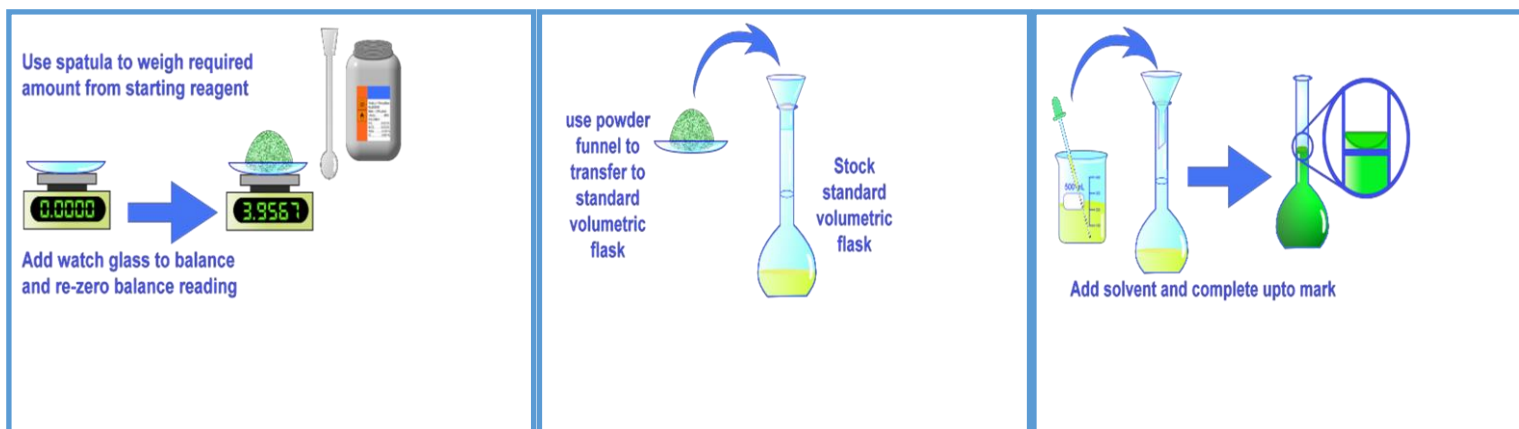 Use spatula to weigh required
amount from starting reagent
0.0000
3.9567
Add watch glass to balance
and re-zero balance reading
use powder
funnel to
transfer to
standard
volumetric
flask
Stock
standard
volumetric
flask
Add solvent and complete upto mark